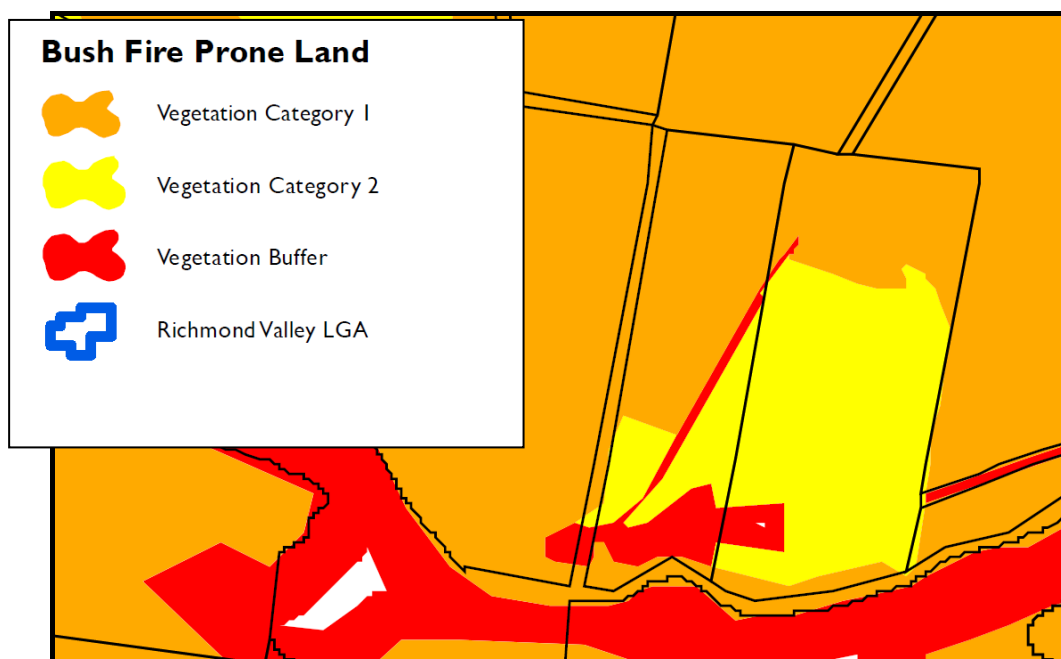 Bush Fire Prone Land
Vegetation Category 1
Vegetation Category 2
Vegetation Buffer
Richmond Valley LGA